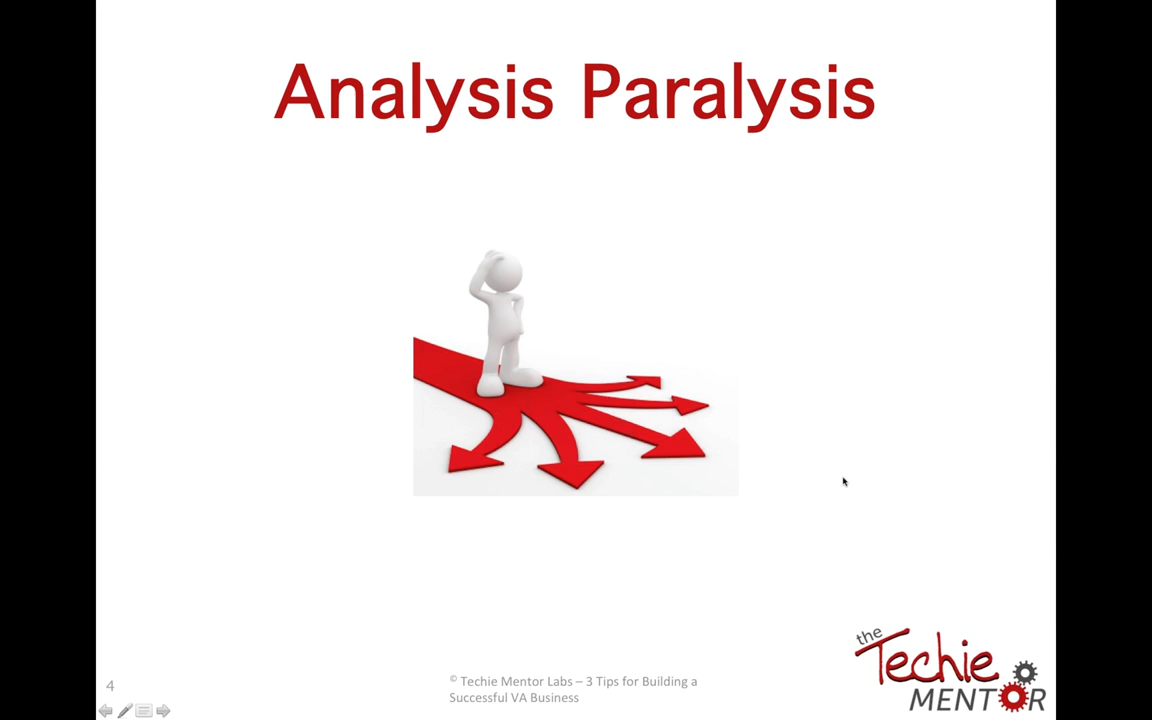 Analysis Paralysis
4
© Techie Mentor Labs – 3 Tips for Building a
Successful VA Business
the
Techie
MENTOR